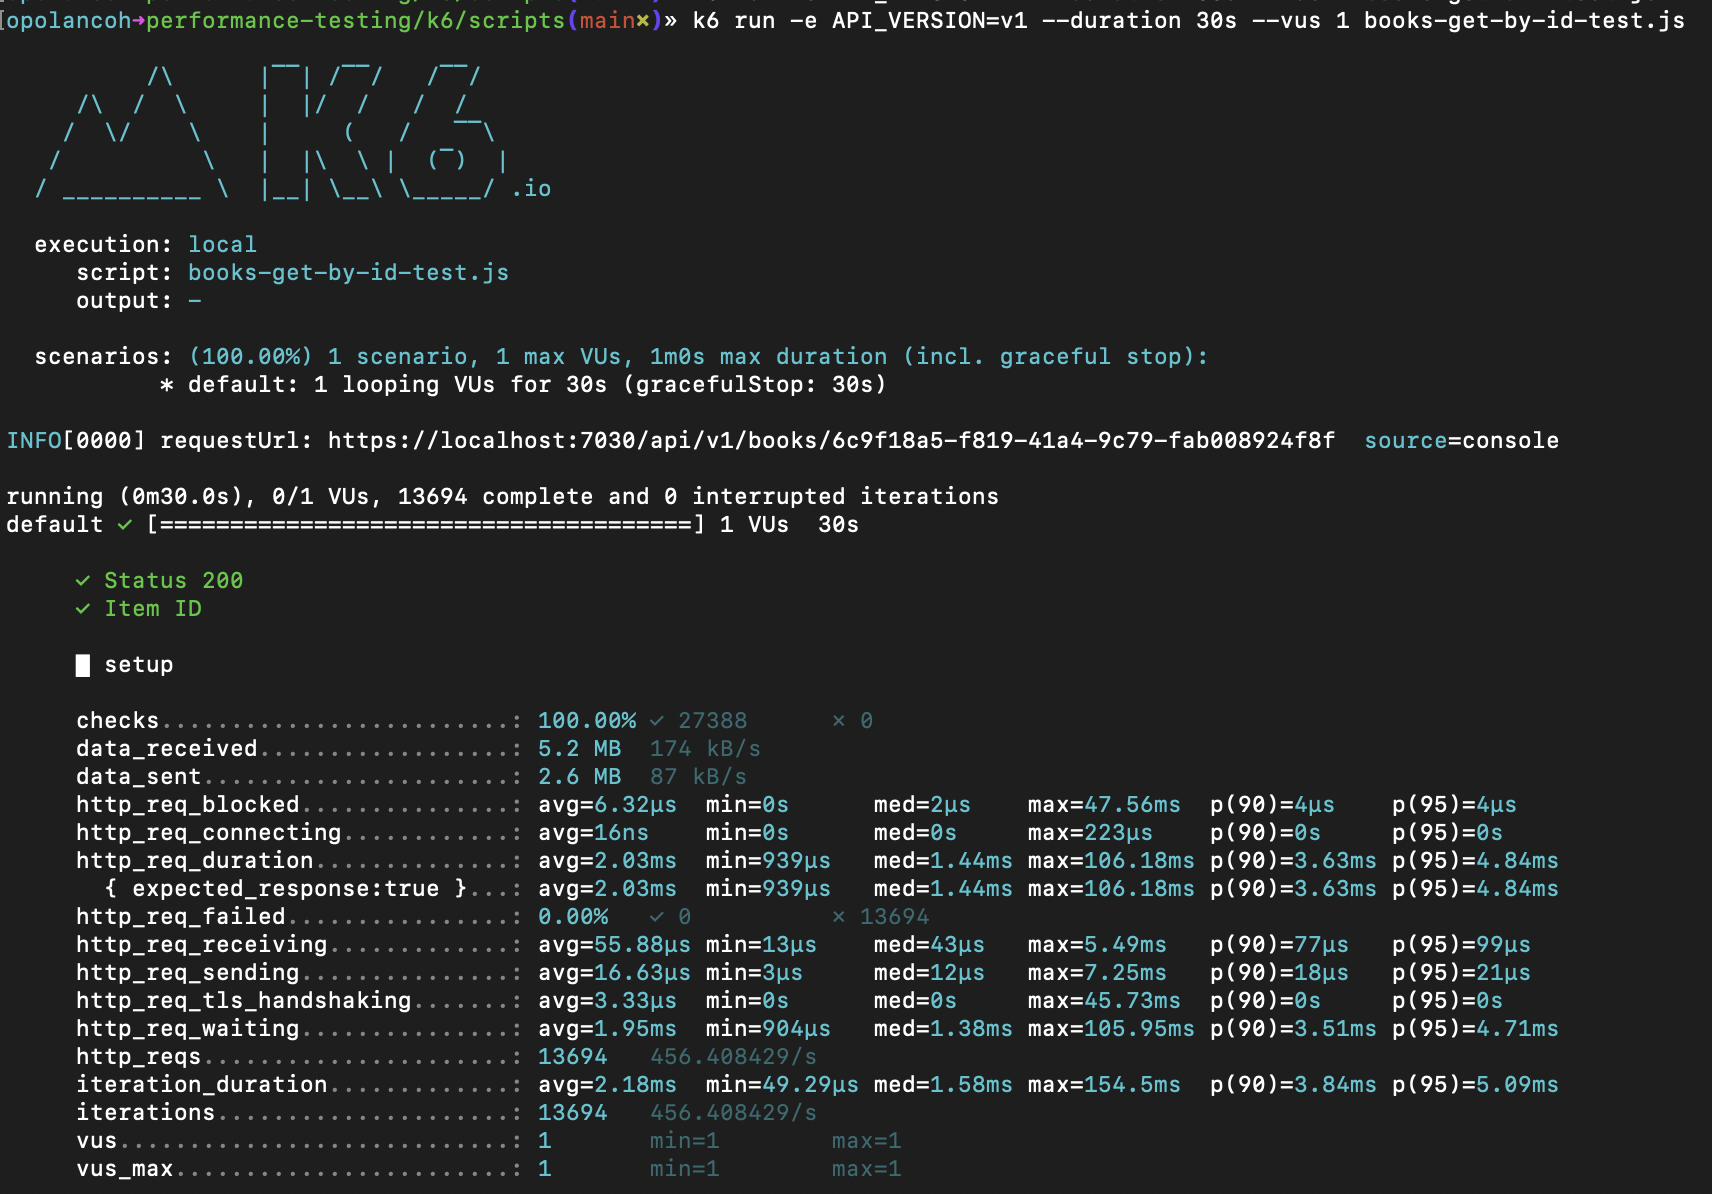 opolancoh→performance-testing/k6/scripts(main✖)» k6 run -e API_VERSION=v1 --duration 30s --vus 1 books-get-by-id-test.js
.io
execution: local
script: books-get-by-id-test.js
output: -
scenarios: (100.00%) 1 scenario, 1 max VUs, 1m0s max duration (incl. graceful stop):
* default: 1 looping VUs for 30s (gracefulStop: 30s)
INFO[0000] requestUrl: https://localhost:7030/api/v1/books/6c9f18a5-f819-41a4-9c79-fab008924f8f  source=console
running (0m30.0s), 0/1 VUs, 13694 complete and 0 interrupted iterations
default ✓ [======================================] 1 VUs  30s
✓ Status 200
✓ Item ID
█ setup
checks.........................: 100.00% ✓ 27388      ✗ 0
data_received..................: 5.2 MB  174 kB/s
data_sent......................: 2.6 MB  87 kB/s
http_req_blocked...............: avg=6.32µs  min=0s      med=2µs    max=47.56ms  p(90)=4µs    p(95)=4µs
http_req_connecting............: avg=16ns    min=0s      med=0s     max=223µs    p(90)=0s     p(95)=0s
http_req_duration..............: avg=2.03ms  min=939µs   med=1.44ms max=106.18ms p(90)=3.63ms p(95)=4.84ms
{ expected_response:true }...: avg=2.03ms  min=939µs   med=1.44ms max=106.18ms p(90)=3.63ms p(95)=4.84ms
http_req_failed................: 0.00%   ✓ 0          ✗ 13694
http_req_receiving.............: avg=55.88µs min=13µs    med=43µs   max=5.49ms   p(90)=77µs   p(95)=99µs
http_req_sending...............: avg=16.63µs min=3µs     med=12µs   max=7.25ms   p(90)=18µs   p(95)=21µs
http_req_tls_handshaking.......: avg=3.33µs  min=0s      med=0s     max=45.73ms  p(90)=0s     p(95)=0s
http_req_waiting...............: avg=1.95ms  min=904µs   med=1.38ms max=105.95ms p(90)=3.51ms p(95)=4.71ms
http_reqs......................: 13694   456.408429/s
iteration_duration.............: avg=2.18ms  min=49.29µs med=1.58ms max=154.5ms  p(90)=3.84ms p(95)=5.09ms
iterations.....................: 13694   456.408429/s
vus............................: 1       min=1        max=1
vus_max........................: 1       min=1        max=1